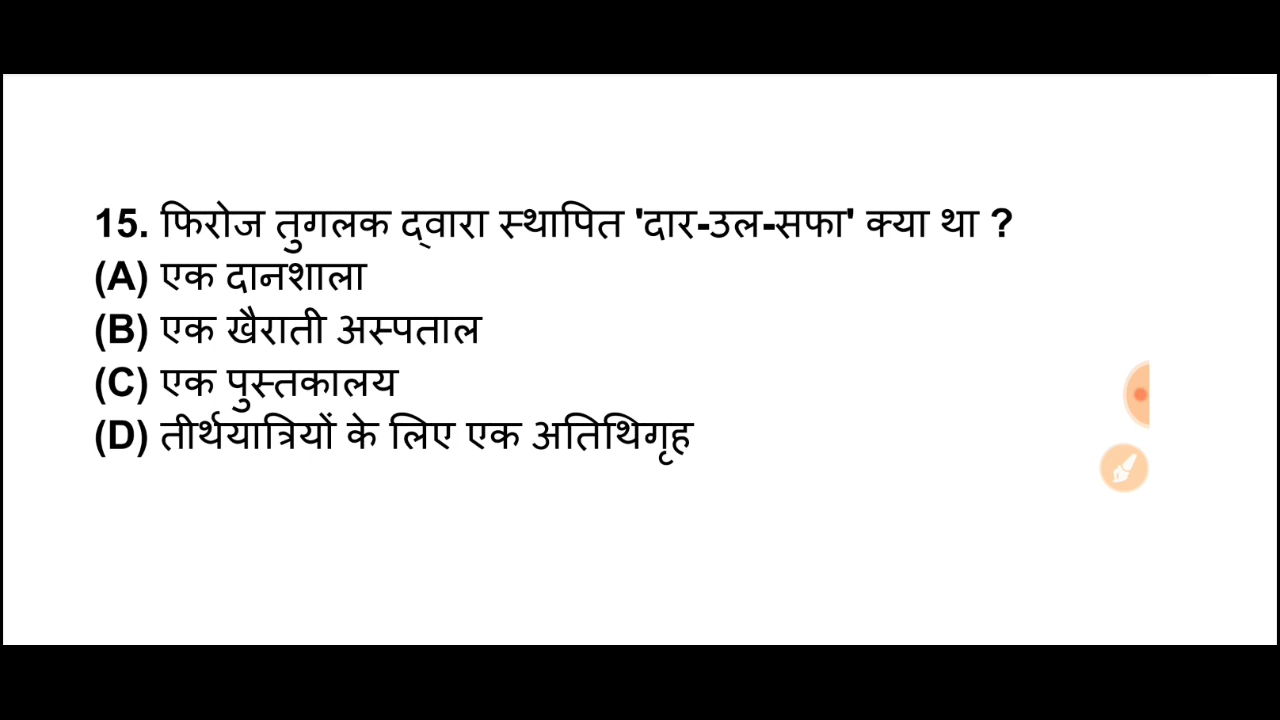 15. फिरोज तुगलक द्वारा स्थापित 'दार-उल-सफा' क्या था ?
(A) एक दानशाला
(B) एक खैराती अस्पताल
(C) एक पुस्तकालय
(D) तीर्थयात्रियों के लिए एक अतिथिगृह